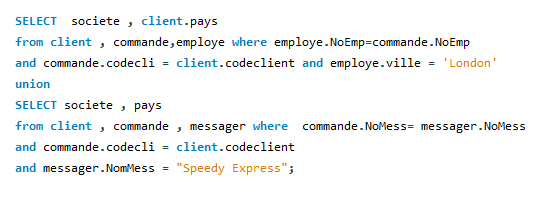 SELECT  societe , client.pays
from client , commande,employe where employe.NoEmp=commande.NoEmp
and commande.codecli = client.codeclient and employe.ville = 'London'
union
SELECT societe , pays
from client , commande , messager where  commande.NoMess= messager.NoMess
and commande.codecli = client.codeclient
and messager.NomMess = "Speedy Express";